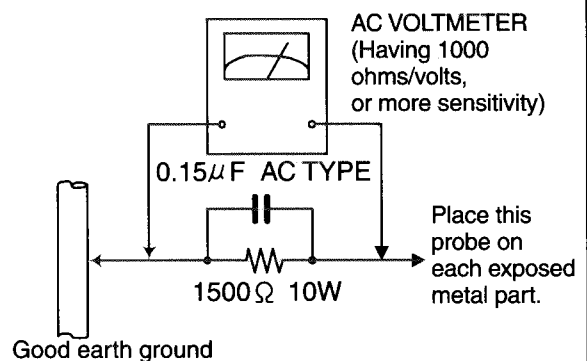 AC VOLTMETER
(Having 1000
ohms/volts,
or more sensitivity)
0.15μF AC TYPE
Place this
probe on
each exposed
metal part.
1500Ω 10W
Good earth ground